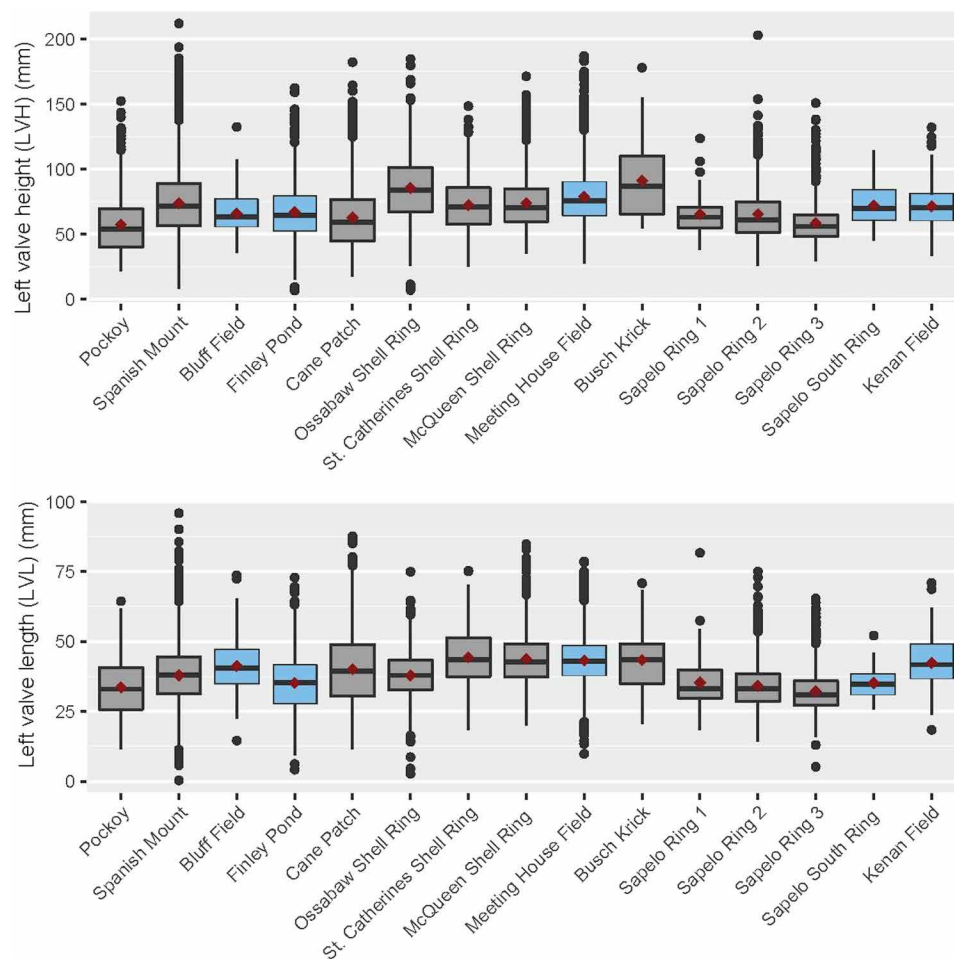 Left valve height (LVH) (mm)
200
150
100
50
0
Pockoy
Spanish Mount
Bluff Field
Finley Pond
Cane Patch
Ossabaw Shell Ring
St. Catherines Shell Ring
McQueen Shell Ring
Meeting House Field
Busch Krick
Sapelo Ring 1
Sapelo Ring 2
Sapelo Ring 3
Sapelo South Ring
Kenan Field
Left valve length (LVL) (mm)
100
75
50
25
0
Pockoy
Spanish Mount
Bluff Field
Finley Pond
Cane Patch
Ossabaw Shell Ring
St. Catherines Shell Ring
McQueen Shell Ring
Meeting House Field
Busch Krick
Sapelo Ring 1
Sapelo Ring 2
Sapelo Ring 3
Sapelo South Ring
Kenan Field